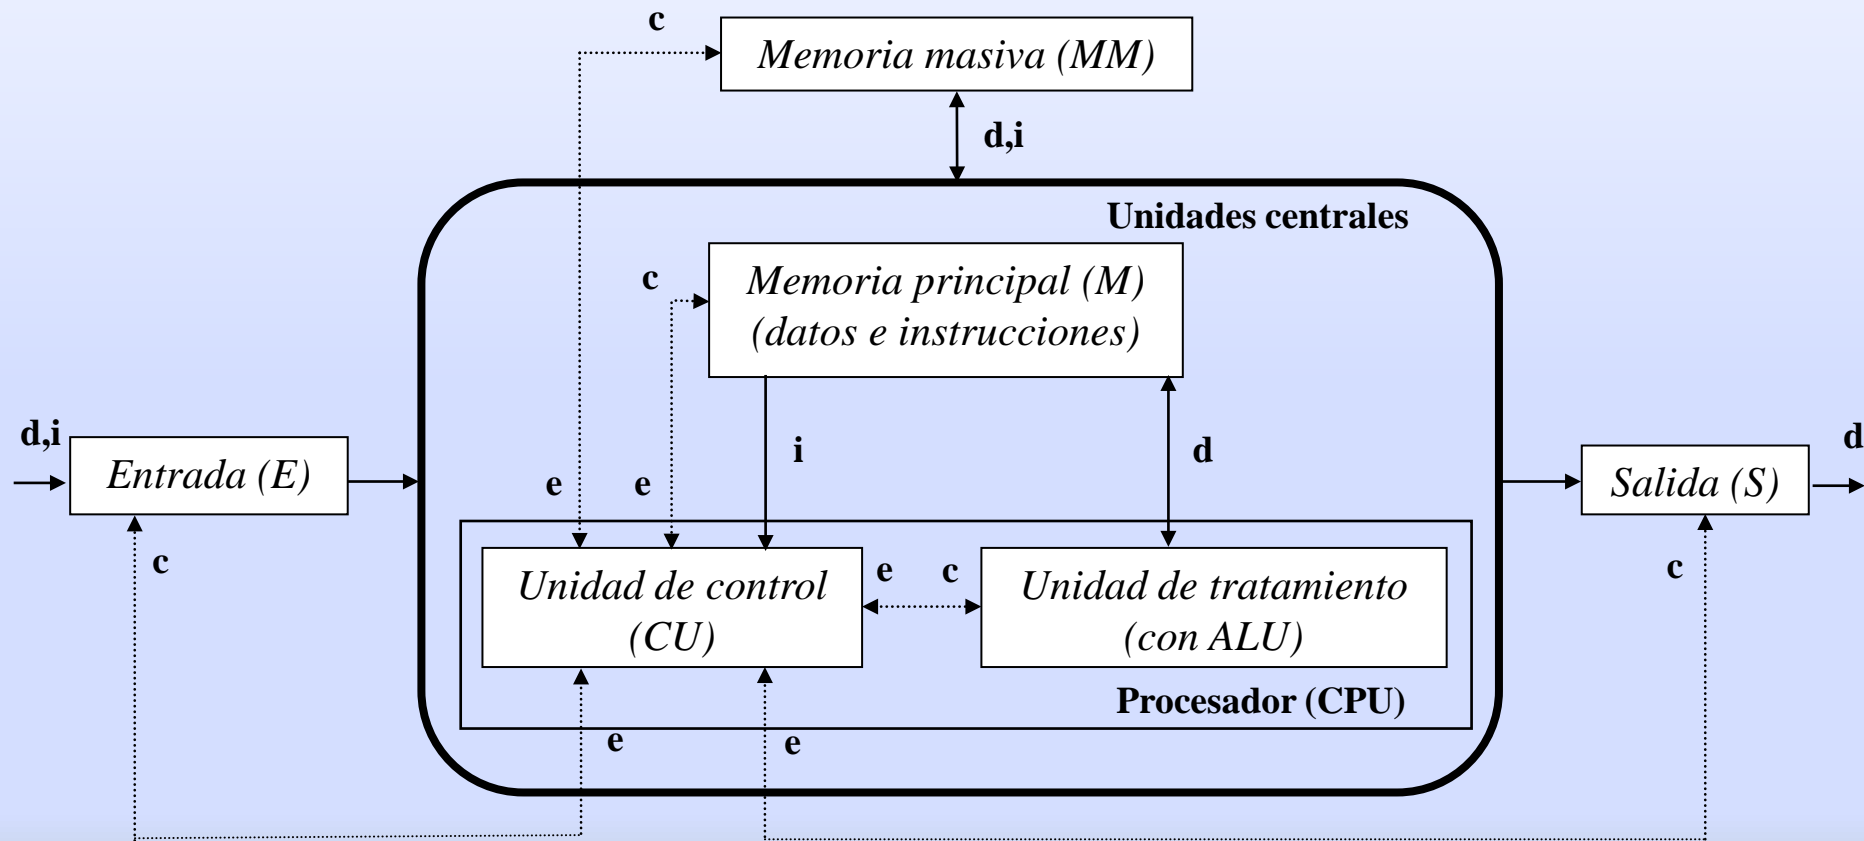 c
Memoria masiva (MM)
d,i
Unidades centrales
c
Memoria principal (M)
(datos e instrucciones)
d,i
Entrada (E)
i
d
d
Salida (S)
e
e
c
Unidad de control
(CU)
e
c
Unidad de tratamiento
(con ALU)
c
Procesador (CPU)
e
e